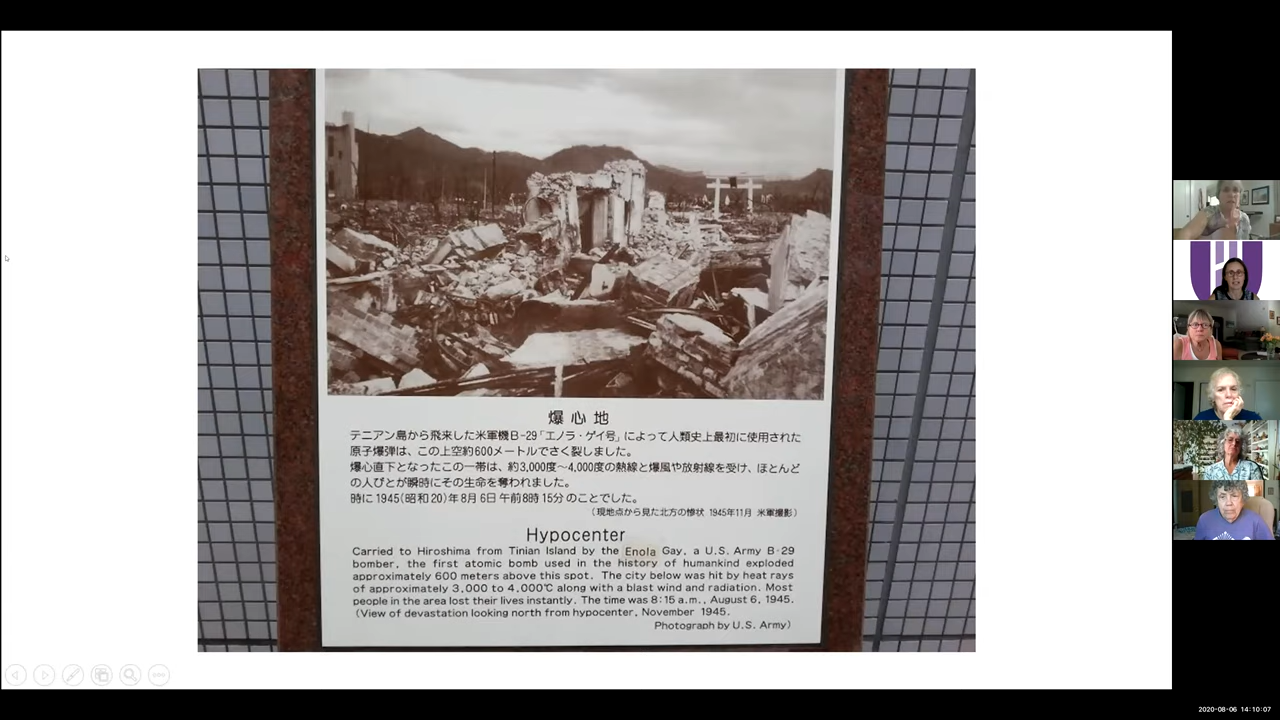 爆心地
テニアン島から飛来した米軍機B-29「エノラ・ゲイ号」によって人類史上最初に使用された
原子爆弾は、この上空約600メートルでさく裂しました。
爆心直下となったこの一帯は、約3,000度〜4,000度の熱線と爆風や放射線を受け、ほとんど
の人びとが瞬時にその生命を奪われました。
時に1945(昭和20)年8月6日午前8時15分のことでした。
(現地点から見た北方の惨状 1945年11月 米軍撮影)
Hypocenter
Carried to Hiroshima from Tinian Island by the Enola Gay, a U.S. Army B-29
bomber, the first atomic bomb used in the history of humankind exploded
approximately 600 meters above this spot. The city below was hit by heat rays
of approximately 3,000 to 4,000℃ along with a blast wind and radiation. Most
people in the area lost their lives instantly. The time was 8:15 a.m., August 6, 1945.
(View of devastation looking north from hypocenter, November 1945.
Photograph by U.S. Army)
2020-08-06 14:10:07